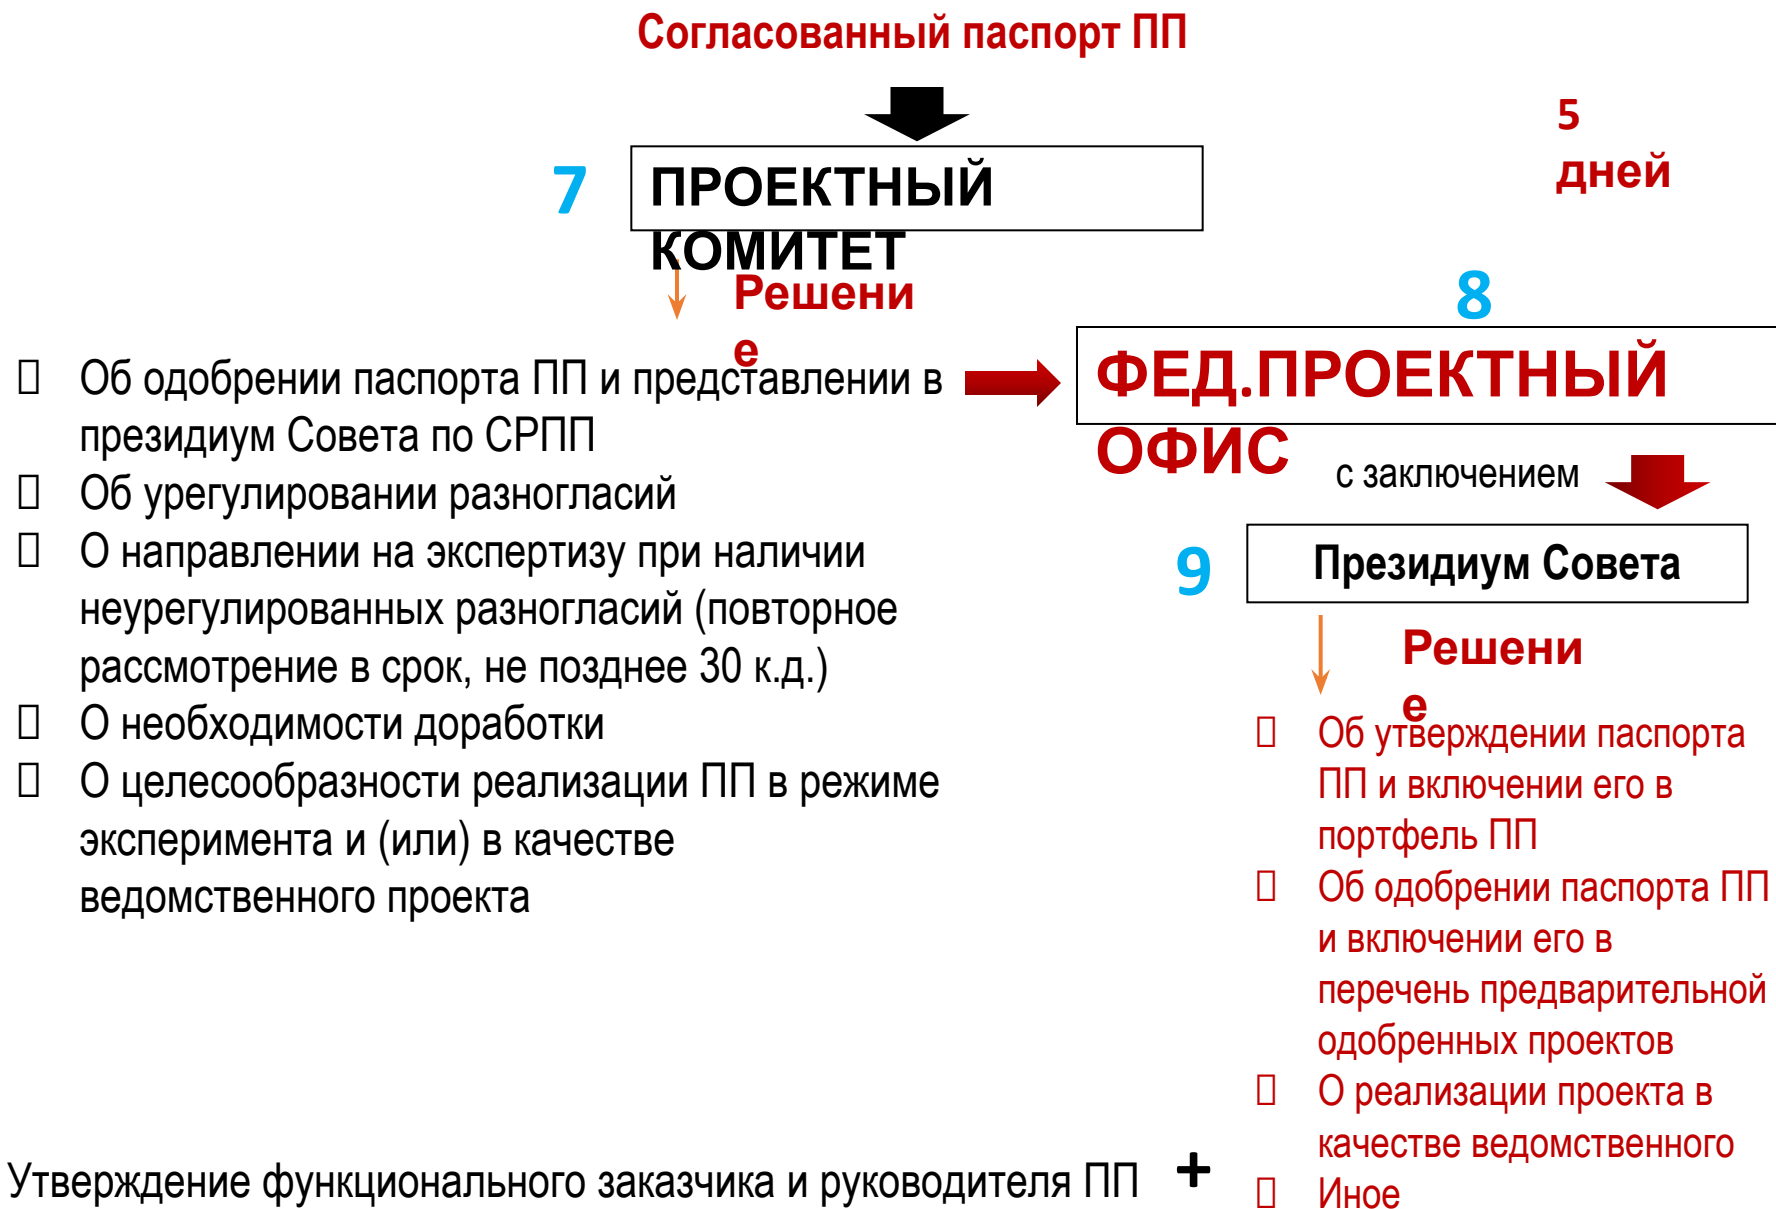 Согласованный паспорт ПП
5
дней
7
ПРОЕКТНЫЙ
КОМИТЕТ
Решени
е
Об одобрении паспорта ПП и представлении в
президиум Совета по СРПП
Об урегулировании разногласий
О направлении на экспертизу при наличии
неурегулированных разногласий (повторное
рассмотрение в срок, не позднее 30 к.д.)
О необходимости доработки
О целесообразности реализации ПП в режиме
эксперимента и (или) в качестве
ведомственного проекта
8
ФЕД.ПРОЕКТНЫЙ
ОФИС
с заключением
9
Президиум Совета
Решени
е
Об утверждении паспорта
ПП и включении его в
портфель ПП
Об одобрении паспорта ПП
и включении его в
перечень предварительной
одобренных проектов
О реализации проекта в
качестве ведомственного
Иное
Утверждение функционального заказчика и руководителя ПП +